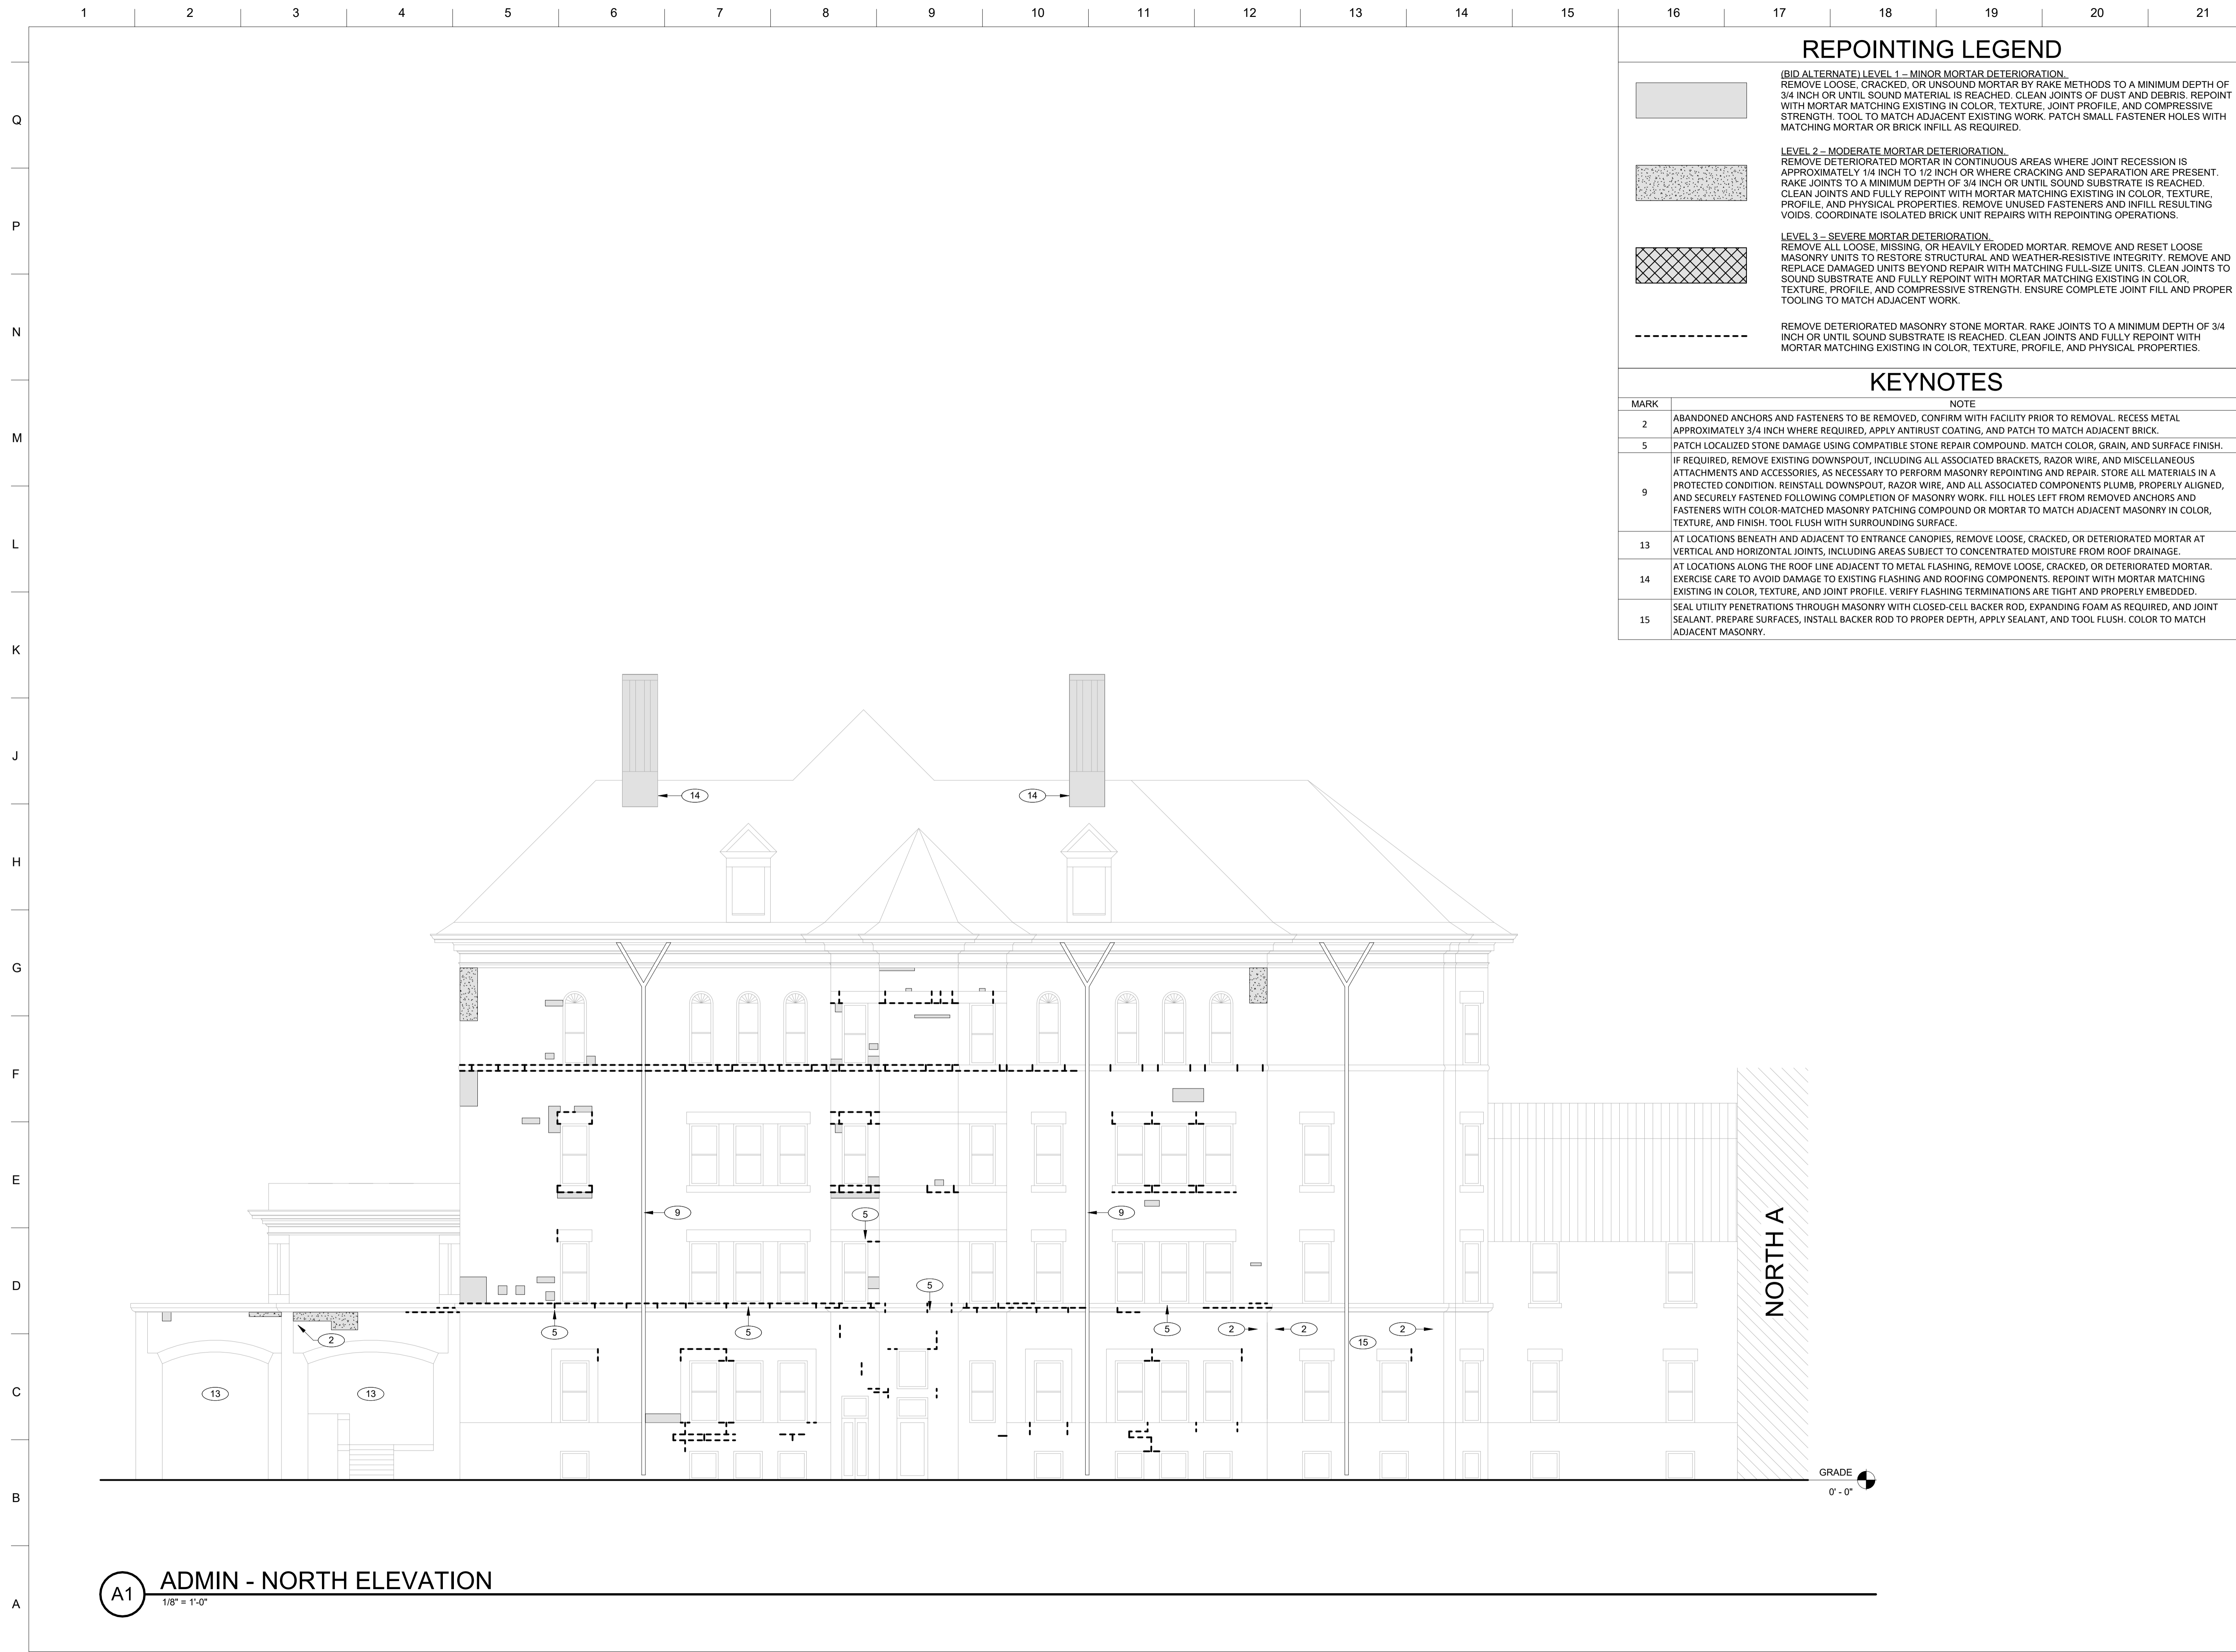 1 2 3 4 5 6 7 8 9 10 11 12 13 14 15 16 17 18 19 20 21
Q
P
N
M
L
K
J
H
G
F
E
D
C
B
A
REPOINTING LEGEND
(BID ALTERNATE) LEVEL 1 – MINOR MORTAR DETERIORATION.
REMOVE LOOSE, CRACKED, OR UNSOUND MORTAR BY RAKE METHODS TO A MINIMUM DEPTH OF
3/4 INCH OR UNTIL SOUND MATERIAL IS REACHED. CLEAN JOINTS OF DUST AND DEBRIS. REPOINT
WITH MORTAR MATCHING EXISTING IN COLOR, TEXTURE, JOINT PROFILE, AND COMPRESSIVE
STRENGTH. TOOL TO MATCH ADJACENT EXISTING WORK. PATCH SMALL FASTENER HOLES WITH
MATCHING MORTAR OR BRICK INFILL AS REQUIRED.
LEVEL 2 – MODERATE MORTAR DETERIORATION.
REMOVE DETERIORATED MORTAR IN CONTINUOUS AREAS WHERE JOINT RECESSION IS
APPROXIMATELY 1/4 INCH TO 1/2 INCH OR WHERE CRACKING AND SEPARATION ARE PRESENT.
RAKE JOINTS TO A MINIMUM DEPTH OF 3/4 INCH OR UNTIL SOUND SUBSTRATE IS REACHED.
CLEAN JOINTS AND FULLY REPOINT WITH MORTAR MATCHING EXISTING IN COLOR, TEXTURE,
PROFILE, AND PHYSICAL PROPERTIES. REMOVE UNUSED FASTENERS AND INFILL RESULTING
VOIDS. COORDINATE ISOLATED BRICK UNIT REPAIRS WITH REPOINTING OPERATIONS.
LEVEL 3 – SEVERE MORTAR DETERIORATION.
REMOVE ALL LOOSE, MISSING, OR HEAVILY ERODED MORTAR. REMOVE AND RESET LOOSE
MASONRY UNITS TO RESTORE STRUCTURAL AND WEATHER-RESISTIVE INTEGRITY. REMOVE AND
REPLACE DAMAGED UNITS BEYOND REPAIR WITH MATCHING FULL-SIZE UNITS. CLEAN JOINTS TO
SOUND SUBSTRATE AND FULLY REPOINT WITH MORTAR MATCHING EXISTING IN COLOR,
TEXTURE, PROFILE, AND COMPRESSIVE STRENGTH. ENSURE COMPLETE JOINT FILL AND PROPER
TOOLING TO MATCH ADJACENT WORK.
REMOVE DETERIORATED MASONRY STONE MORTAR. RAKE JOINTS TO A MINIMUM DEPTH OF 3/4
INCH OR UNTIL SOUND SUBSTRATE IS REACHED. CLEAN JOINTS AND FULLY REPOINT WITH
MORTAR MATCHING EXISTING IN COLOR, TEXTURE, PROFILE, AND PHYSICAL PROPERTIES.
KEYNOTES
MARK NOTE
2 ABANDONED ANCHORS AND FASTENERS TO BE REMOVED, CONFIRM WITH FACILITY PRIOR TO REMOVAL. RECESS METAL
APPROXIMATELY 3/4 INCH WHERE REQUIRED, APPLY ANTIRUST COATING, AND PATCH TO MATCH ADJACENT BRICK.
5 PATCH LOCALIZED STONE DAMAGE USING COMPATIBLE STONE REPAIR COMPOUND. MATCH COLOR, GRAIN, AND SURFACE FINISH.
9 IF REQUIRED, REMOVE EXISTING DOWNSPOUT, INCLUDING ALL ASSOCIATED BRACKETS, RAZOR WIRE, AND MISCELLANEOUS
ATTACHMENTS AND ACCESSORIES, AS NECESSARY TO PERFORM MASONRY REPOINTING AND REPAIR. STORE ALL MATERIALS IN A
PROTECTED CONDITION. REINSTALL DOWNSPOUT, RAZOR WIRE, AND ALL ASSOCIATED COMPONENTS PLUMB, PROPERLY ALIGNED,
AND SECURELY FASTENED FOLLOWING COMPLETION OF MASONRY WORK. FILL HOLES LEFT FROM REMOVED ANCHORS AND
FASTENERS WITH COLOR-MATCHED MASONRY PATCHING COMPOUND OR MORTAR TO MATCH ADJACENT MASONRY IN COLOR,
TEXTURE, AND FINISH. TOOL FLUSH WITH SURROUNDING SURFACE.
13 AT LOCATIONS BENEATH AND ADJACENT TO ENTRANCE CANOPIES, REMOVE LOOSE, CRACKED, OR DETERIORATED MORTAR AT
VERTICAL AND HORIZONTAL JOINTS, INCLUDING AREAS SUBJECT TO CONCENTRATED MOISTURE FROM ROOF DRAINAGE.
14 AT LOCATIONS ALONG THE ROOF LINE ADJACENT TO METAL FLASHING, REMOVE LOOSE, CRACKED, OR DETERIORATED MORTAR.
EXERCISE CARE TO AVOID DAMAGE TO EXISTING FLASHING AND ROOFING COMPONENTS. REPOINT WITH MORTAR MATCHING
EXISTING IN COLOR, TEXTURE, AND JOINT PROFILE. VERIFY FLASHING TERMINATIONS ARE TIGHT AND PROPERLY EMBEDDED.
15 SEAL UTILITY PENETRATIONS THROUGH MASONRY WITH CLOSED-CELL BACKER ROD, EXPANDING FOAM AS REQUIRED, AND JOINT
SEALANT. PREPARE SURFACES, INSTALL BACKER ROD TO PROPER DEPTH, APPLY SEALANT, AND TOOL FLUSH. COLOR TO MATCH
ADJACENT MASONRY.
14 14
9 5 9
5
2 5 5 5 2 2 2
15
13 13
NORTH A
GRADE
0' - 0"
A1 ADMIN - NORTH ELEVATION
1/8" = 1'-0"